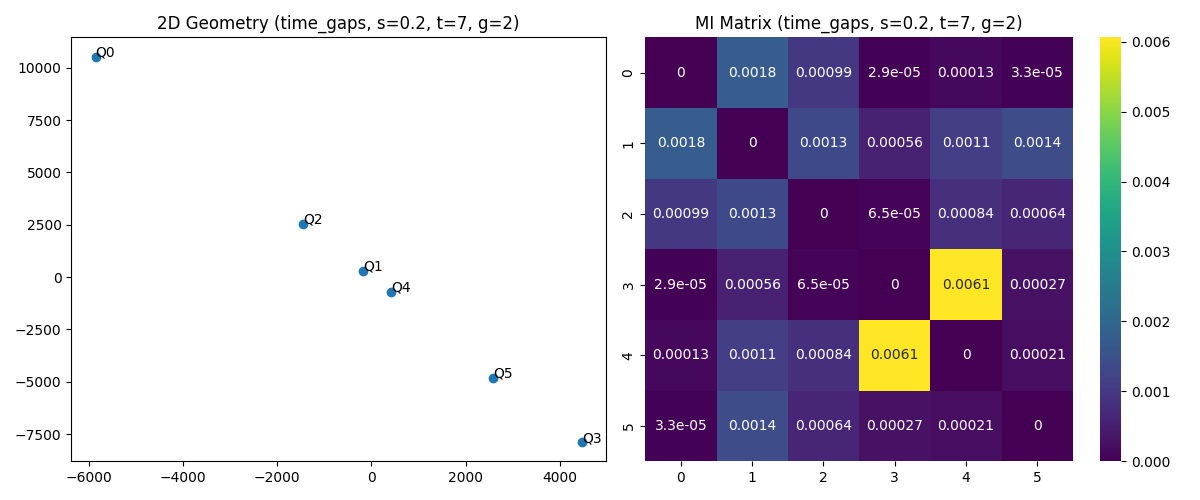 2D Geometry (time_gaps, s=0.2, t=7, g=2)
10000
7500
5000
2500
0
−2500
−5000
−7500
Q0
Q2
Q1
Q4
Q5
Q3
−6000 −4000 −2000 0 2000 4000
MI Matrix (time_gaps, s=0.2, t=7, g=2)
0 0 0.0018 0.00099 2.9e-05 0.00013 3.3e-05
1 0.0018 0 0.0013 0.00056 0.0011 0.0014
2 0.00099 0.0013 0 6.5e-05 0.00084 0.00064
3 2.9e-05 0.00056 6.5e-05 0 0.0061 0.00027
4 0.00013 0.0011 0.00084 0.0061 0 0.00021
5 3.3e-05 0.0014 0.00064 0.00027 0.00021 0
0 1 2 3 4 5
0.006
0.005
0.004
0.003
0.002
0.001
0.000